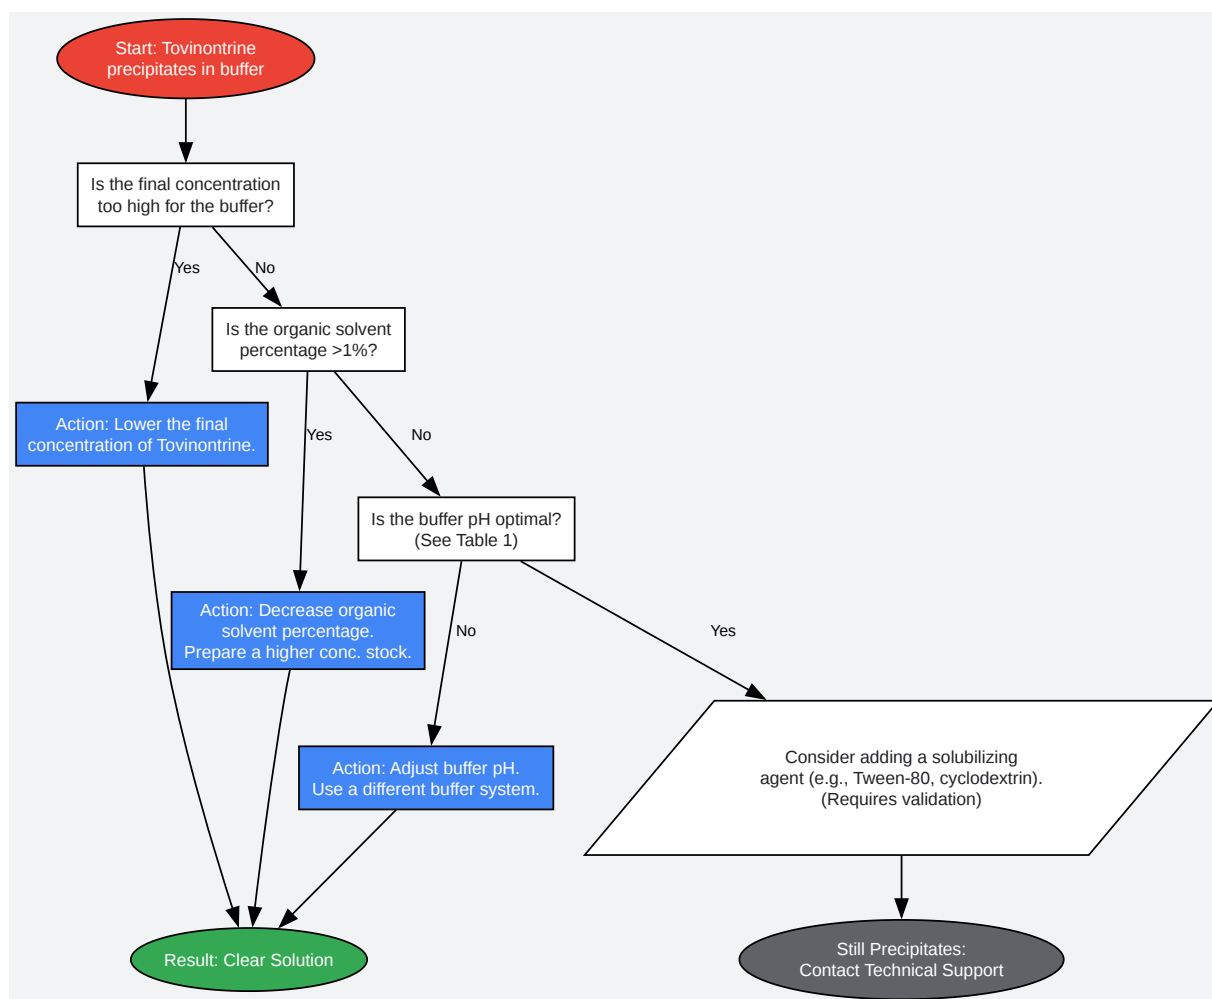 Start: Tovinontrine
precipitates in buffer
Is the final concentration
too high for the buffer?
Yes
No
Is the organic solvent
percentage >1%?
Action: Lower the final
concentration of Tovinontrine.
Yes
No
Is the buffer pH optimal?
(See Table 1)
Action: Decrease organic
solvent percentage.
Prepare a higher conc. stock.
No
Yes
Action: Adjust buffer pH.
Use a different buffer system.
Consider adding a solubilizing
agent (e.g., Tween-80, cyclodextrin).
(Requires validation)
Result: Clear Solution
Still Precipitates:
Contact Technical Support